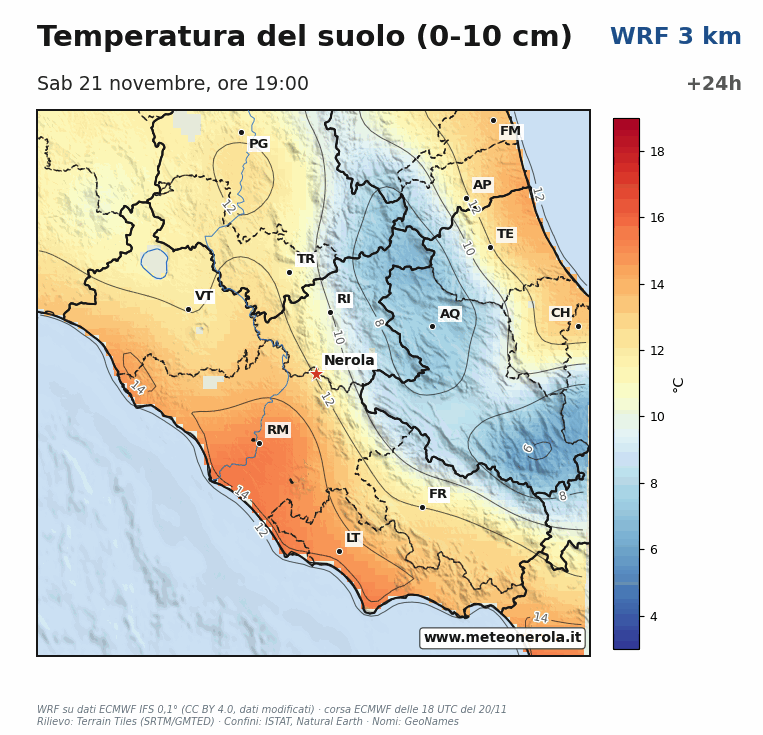 Temperatura del suolo (0-10 cm)
WRF 3 km
Sab 21 novembre, ore 19:00
+24h
FM
PG
AP
12
12
12
TE
10
TR
VT
RI
AQ
CH
8
10
Nerola
14
12
RM
6
14
FR
8
12
LT
14
www.meteonerola.it
18
16
14
12
10
8
6
4
°C
WRF su dati ECMWF IFS 0,1° (CC BY 4.0, dati modificati) · corsa ECMWF delle 18 UTC del 20/11
Rilievo: Terrain Tiles (SRTM/GMTED) · Confini: ISTAT, Natural Earth · Nomi: GeoNames